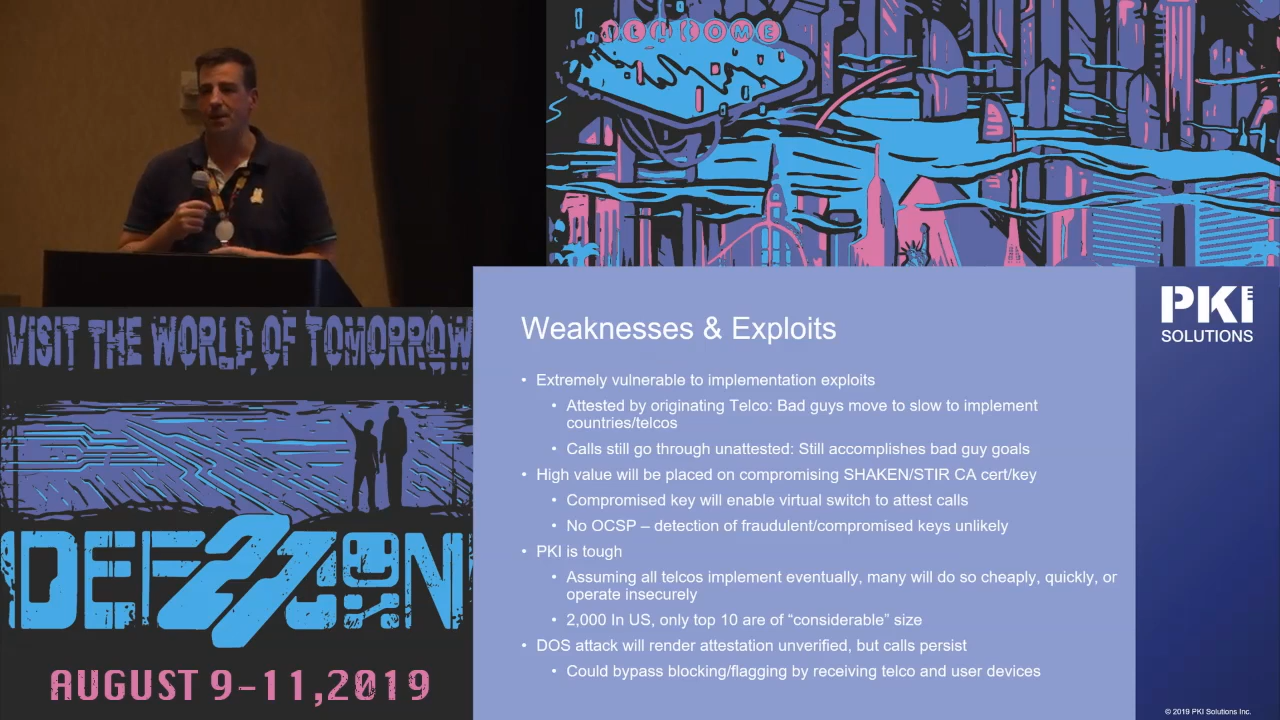 WELCOME
VISIT THE WORLD OF TOMORROW
DEF CON
27
AUGUST 9-11,2019
PKI
SOLUTIONS
Weaknesses & Exploits
• Extremely vulnerable to implementation exploits
• Attested by originating Telco: Bad guys move to slow to implement
countries/telcos
• Calls still go through unattested: Still accomplishes bad guy goals
• High value will be placed on compromising SHAKEN/STIR CA cert/key
• Compromised key will enable virtual switch to attest calls
• No OCSP – detection of fraudulent/compromised keys unlikely
• PKI is tough
• Assuming all telcos implement eventually, many will do so cheaply, quickly, or
operate insecurely
• 2,000 In US, only top 10 are of “considerable” size
• DOS attack will render attestation unverified, but calls persist
• Could bypass blocking/flagging by receiving telco and user devices
© 2019 PKI Solutions Inc.